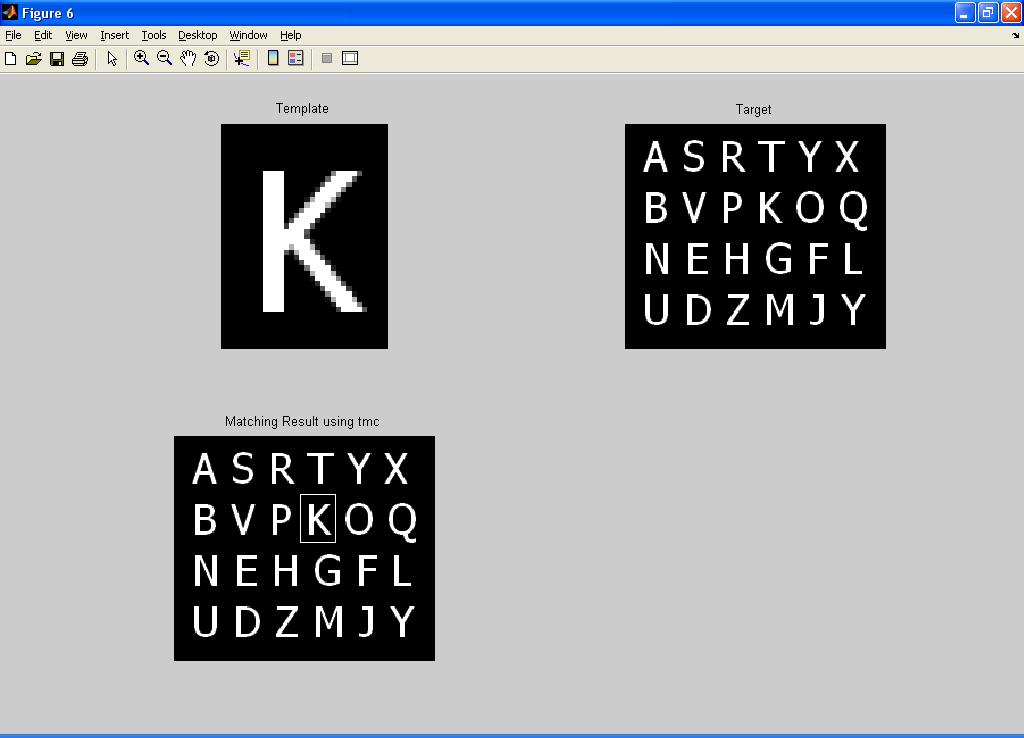 Figure 6
File Edit View Insert Tools Desktop Window Help
Template
K
Target
A S R T Y X
B V P K O Q
N E H G F L
U D Z M J Y
Matching Result using tmc
A S R T Y X
B V P K O Q
N E H G F L
U D Z M J Y